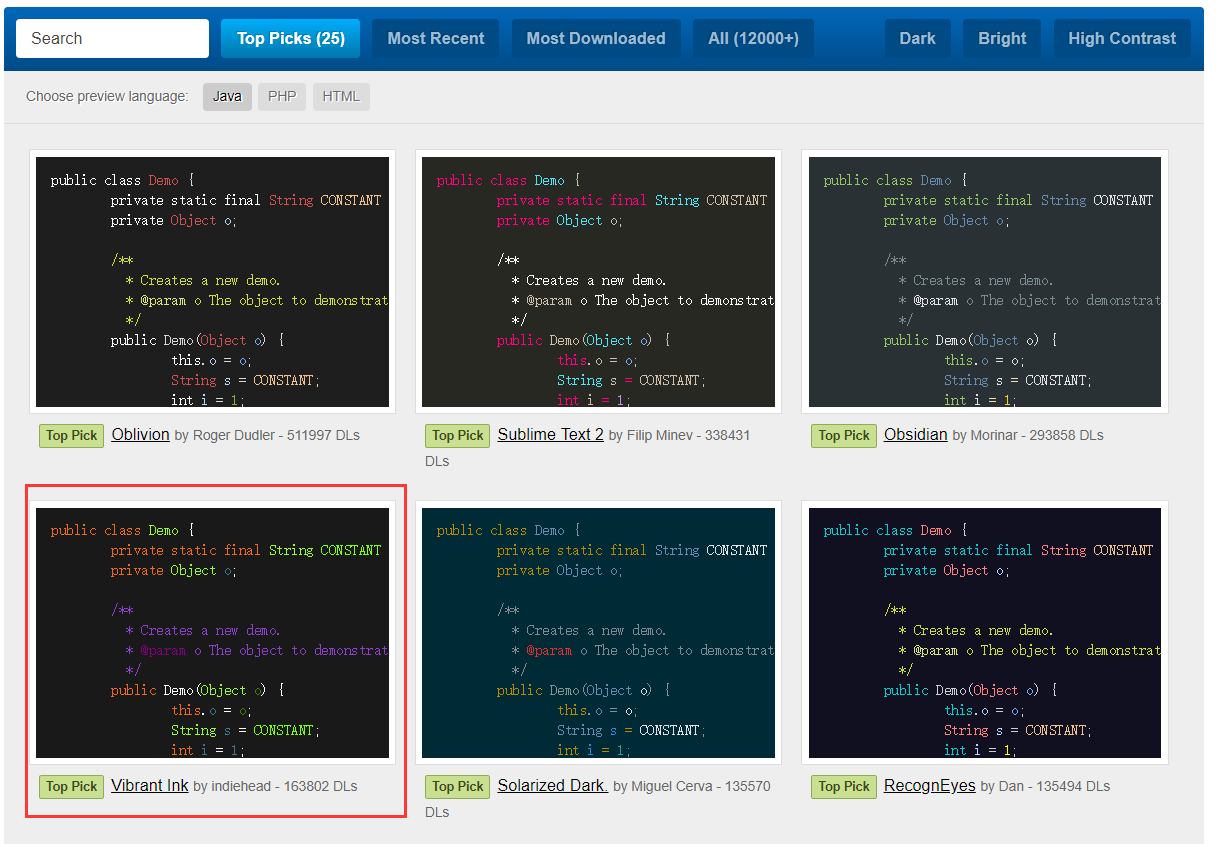 Search Top Picks (25) Most Recent Most Downloaded All (12000+) Dark Bright High Contrast
Choose preview language: Java PHP HTML
public class Demo {
private static final String CONSTANT
private Object o;
/**
* Creates a new demo.
* @param o The object to demonstrat
*/
public Demo(Object o) {
this.o = o;
String s = CONSTANT;
int i = 1;
Top Pick Oblivion by Roger Dudler - 511997 DLs
public class Demo {
private static final String CONSTANT
private Object o;
/**
* Creates a new demo.
* @param o The object to demonstrat
*/
public Demo(Object o) {
this.o = o;
String s = CONSTANT;
int i = 1;
Top Pick Sublime Text 2 by Filip Minev - 338431
DLs
public class Demo {
private static final String CONSTANT
private Object o;
/**
* Creates a new demo.
* @param o The object to demonstrat
*/
public Demo(Object o) {
this.o = o;
String s = CONSTANT;
int i = 1;
Top Pick Obsidian by Morinar - 293858 DLs
public class Demo {
private static final String CONSTANT
private Object o;
/**
* Creates a new demo.
* @param o The object to demonstrat
*/
public Demo(Object o) {
this.o = o;
String s = CONSTANT;
int i = 1;
Top Pick Vibrant Ink by indiehead - 163802 DLs
public class Demo {
private static final String CONSTANT
private Object o;
/**
* Creates a new demo.
* @param o The object to demonstrat
*/
public Demo(Object o) {
this.o = o;
String s = CONSTANT;
int i = 1;
Top Pick Solarized Dark. by Miguel Cerva - 135570
DLs
public class Demo {
private static final String CONSTANT
private Object o;
/**
* Creates a new demo.
* @param o The object to demonstrat
*/
public Demo(Object o) {
this.o = o;
String s = CONSTANT;
int i = 1;
Top Pick RecognEyes by Dan - 135494 DLs